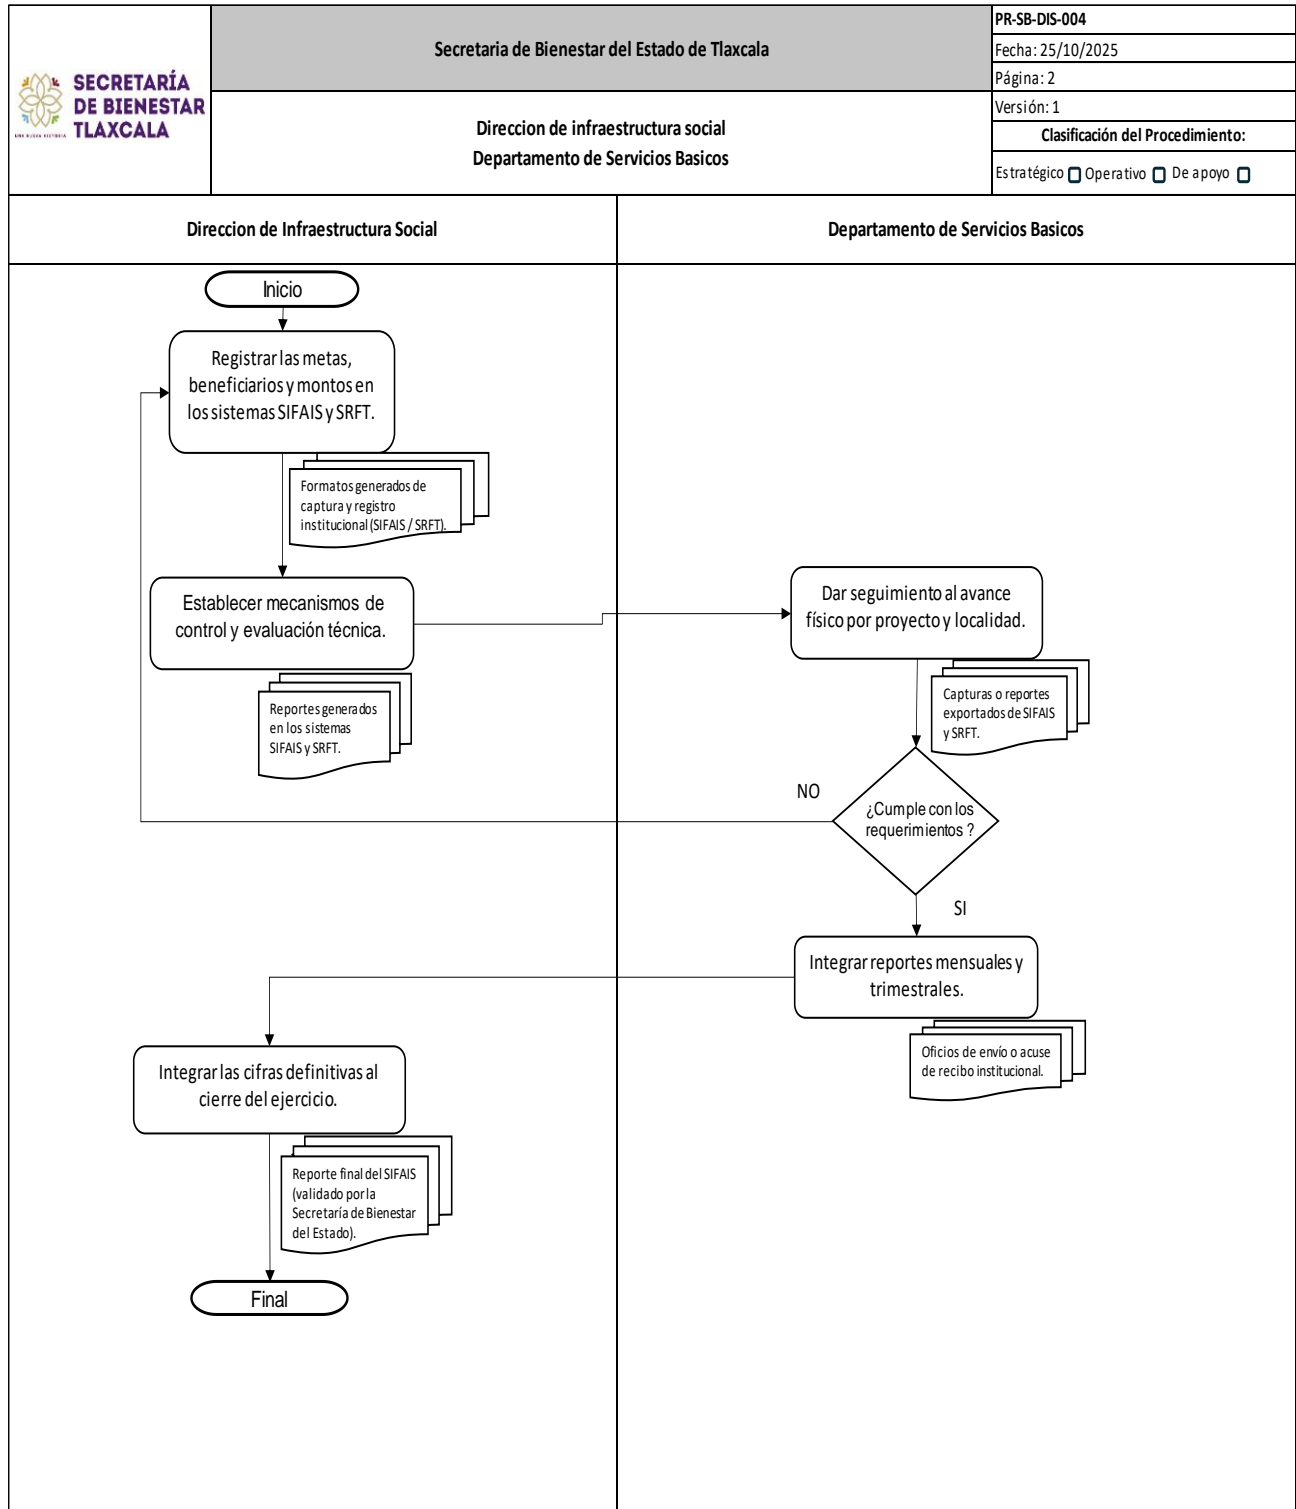 SECRETARÍA
DE BIENESTAR
TLAXCALA
UNA NUEVA HISTORIA
Secretaria de Bienestar del Estado de Tlaxcala
Direccion de infraestructura social
Departamento de Servicios Basicos
PR-SB-DIS-004
Fecha: 25/10/2025
Página: 2
Versión: 1
Clasificación del Procedimiento:
Estratégico Operativo De apoyo
Direccion de Infraestructura Social
Departamento de Servicios Basicos
Inicio
Registrar las metas,
beneficiarios y montos en
los sistemas SIFAIS y SRFT.
Formatos generados de
captura y registro
institucional (SIFAIS / SRFT).
Establecer mecanismos de
control y evaluación técnica.
Reportes generados
en los sistemas
SIFAIS y SRFT.
Dar seguimiento al avance
físico por proyecto y localidad.
Capturas o reportes
exportados de SIFAIS
y SRFT.
NO
¿Cumple con los
requerimientos ?
SI
Integrar reportes mensuales y
trimestrales.
Oficios de envío o acuse
de recibo institucional.
Integrar las cifras definitivas al
cierre del ejercicio.
Reporte final del SIFAIS
(validado por la
Secretaría de Bienestar
del Estado).
Final